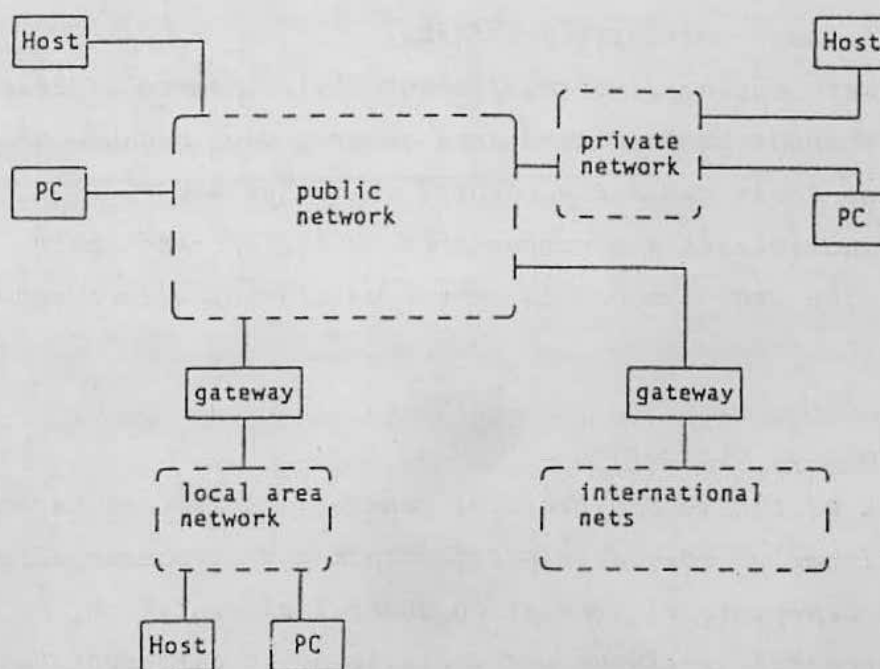 Host
Host
private
network
public
network
PC
PC
gateway
gateway
local area
network
international
nets
Host
PC